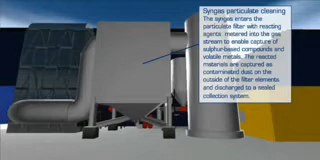 Syngas particulate cleaning
The syngas enters the
particulate filter with reacting
agents metered into the gas
stream to enable capture of
sulphur-based compounds and
volatile metals. The reacted
materials are captured as
contaminated dust on the
outside of the filter elements
and discharged to a sealed
collection system.